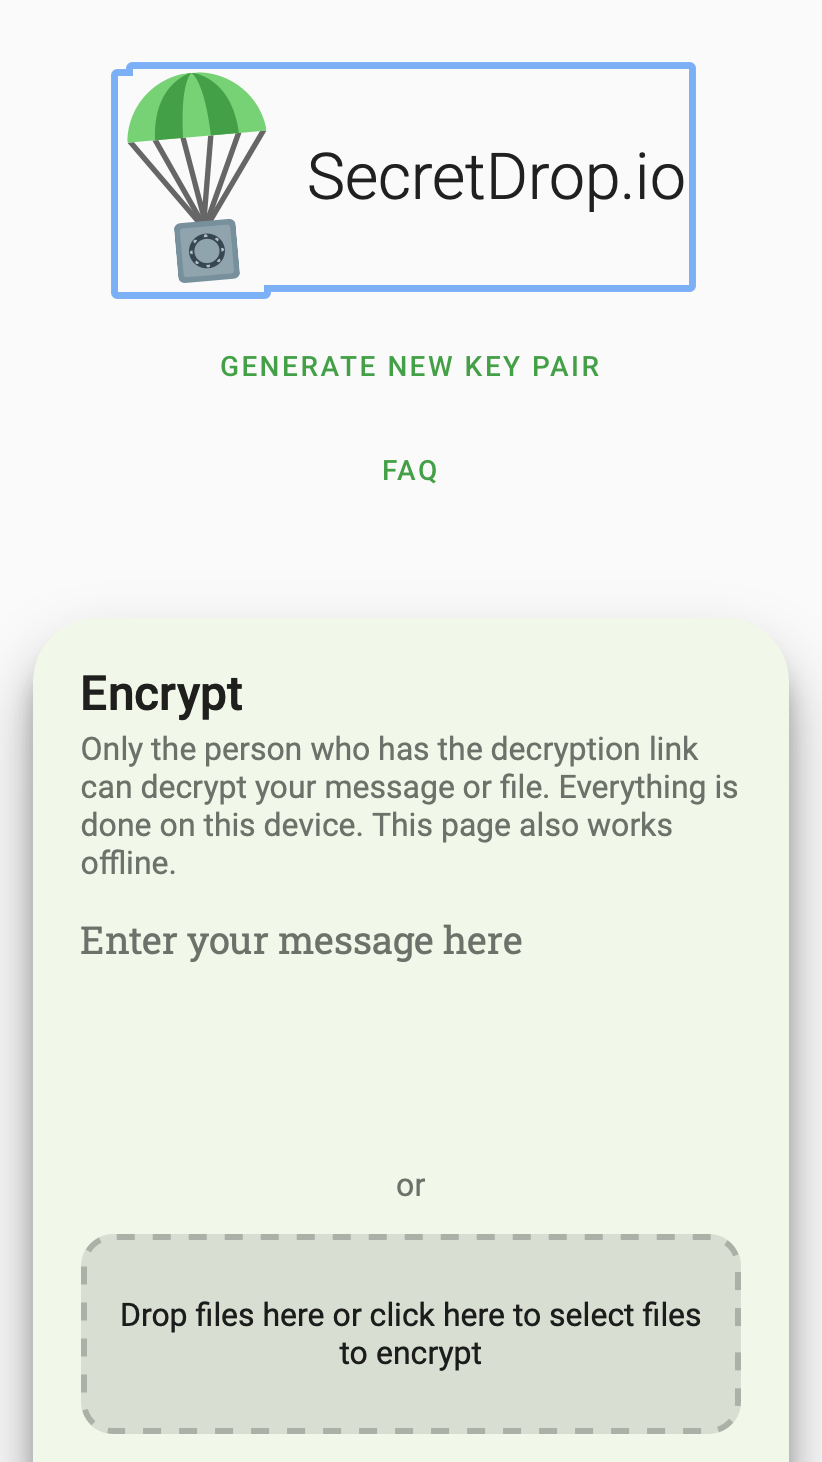 SecretDrop.io
GENERATE NEW KEY PAIR
FAQ
Encrypt
Only the person who has the decryption link
can decrypt your message or file. Everything is
done on this device. This page also works
offline.
Enter your message here
or
Drop files here or click here to select files
to encrypt